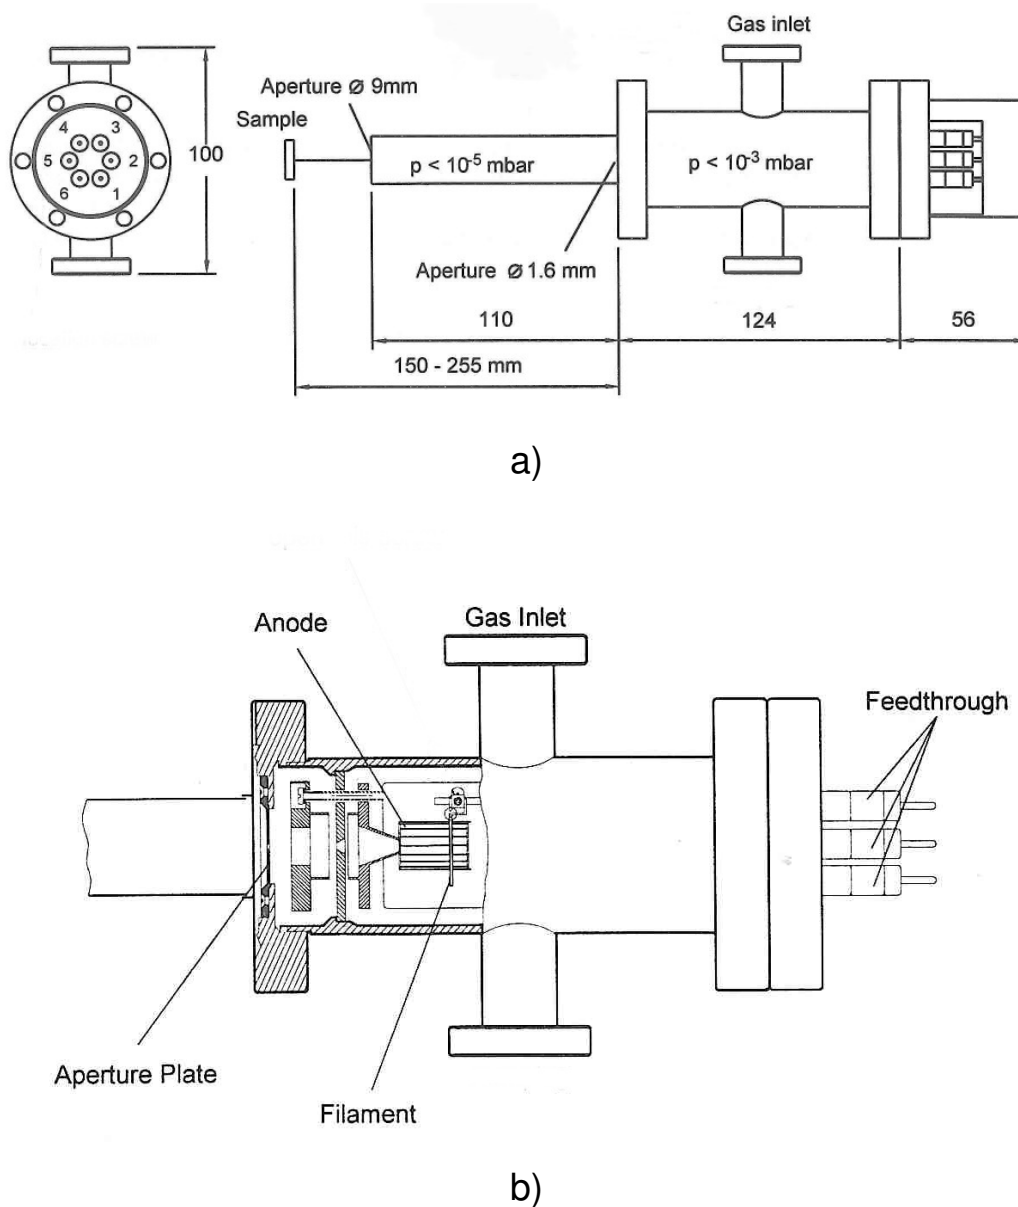 Gas inlet
Aperture Ø 9mm
Sample
4 3
5 2
6 1
100
p < 10⁻⁵ mbar
p < 10⁻³ mbar
Aperture Ø 1.6 mm
110
124
56
150 - 255 mm
a)
Anode
Gas Inlet
Feedthrough
Aperture Plate
Filament
b)